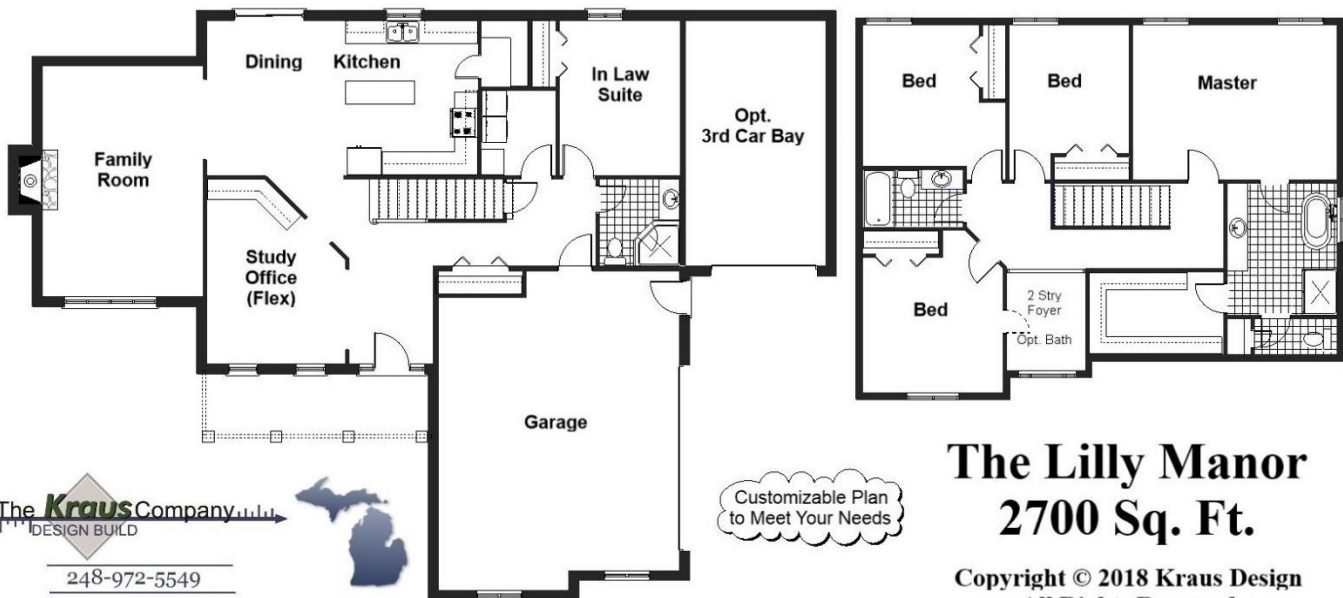 Dining
Kitchen
In Law
Suite
Opt.
3rd Car Bay
Family
Room
Study
Office
(Flex)
Garage
Bed
Bed
Master
Bed
2 Stry
Foyer
Opt. Bath
The Kraus Company
DESIGN BUILD
248-972-5549
Customizable Plan
to Meet Your Needs
The Lilly Manor
2700 Sq. Ft.
Copyright © 2018 Kraus Design